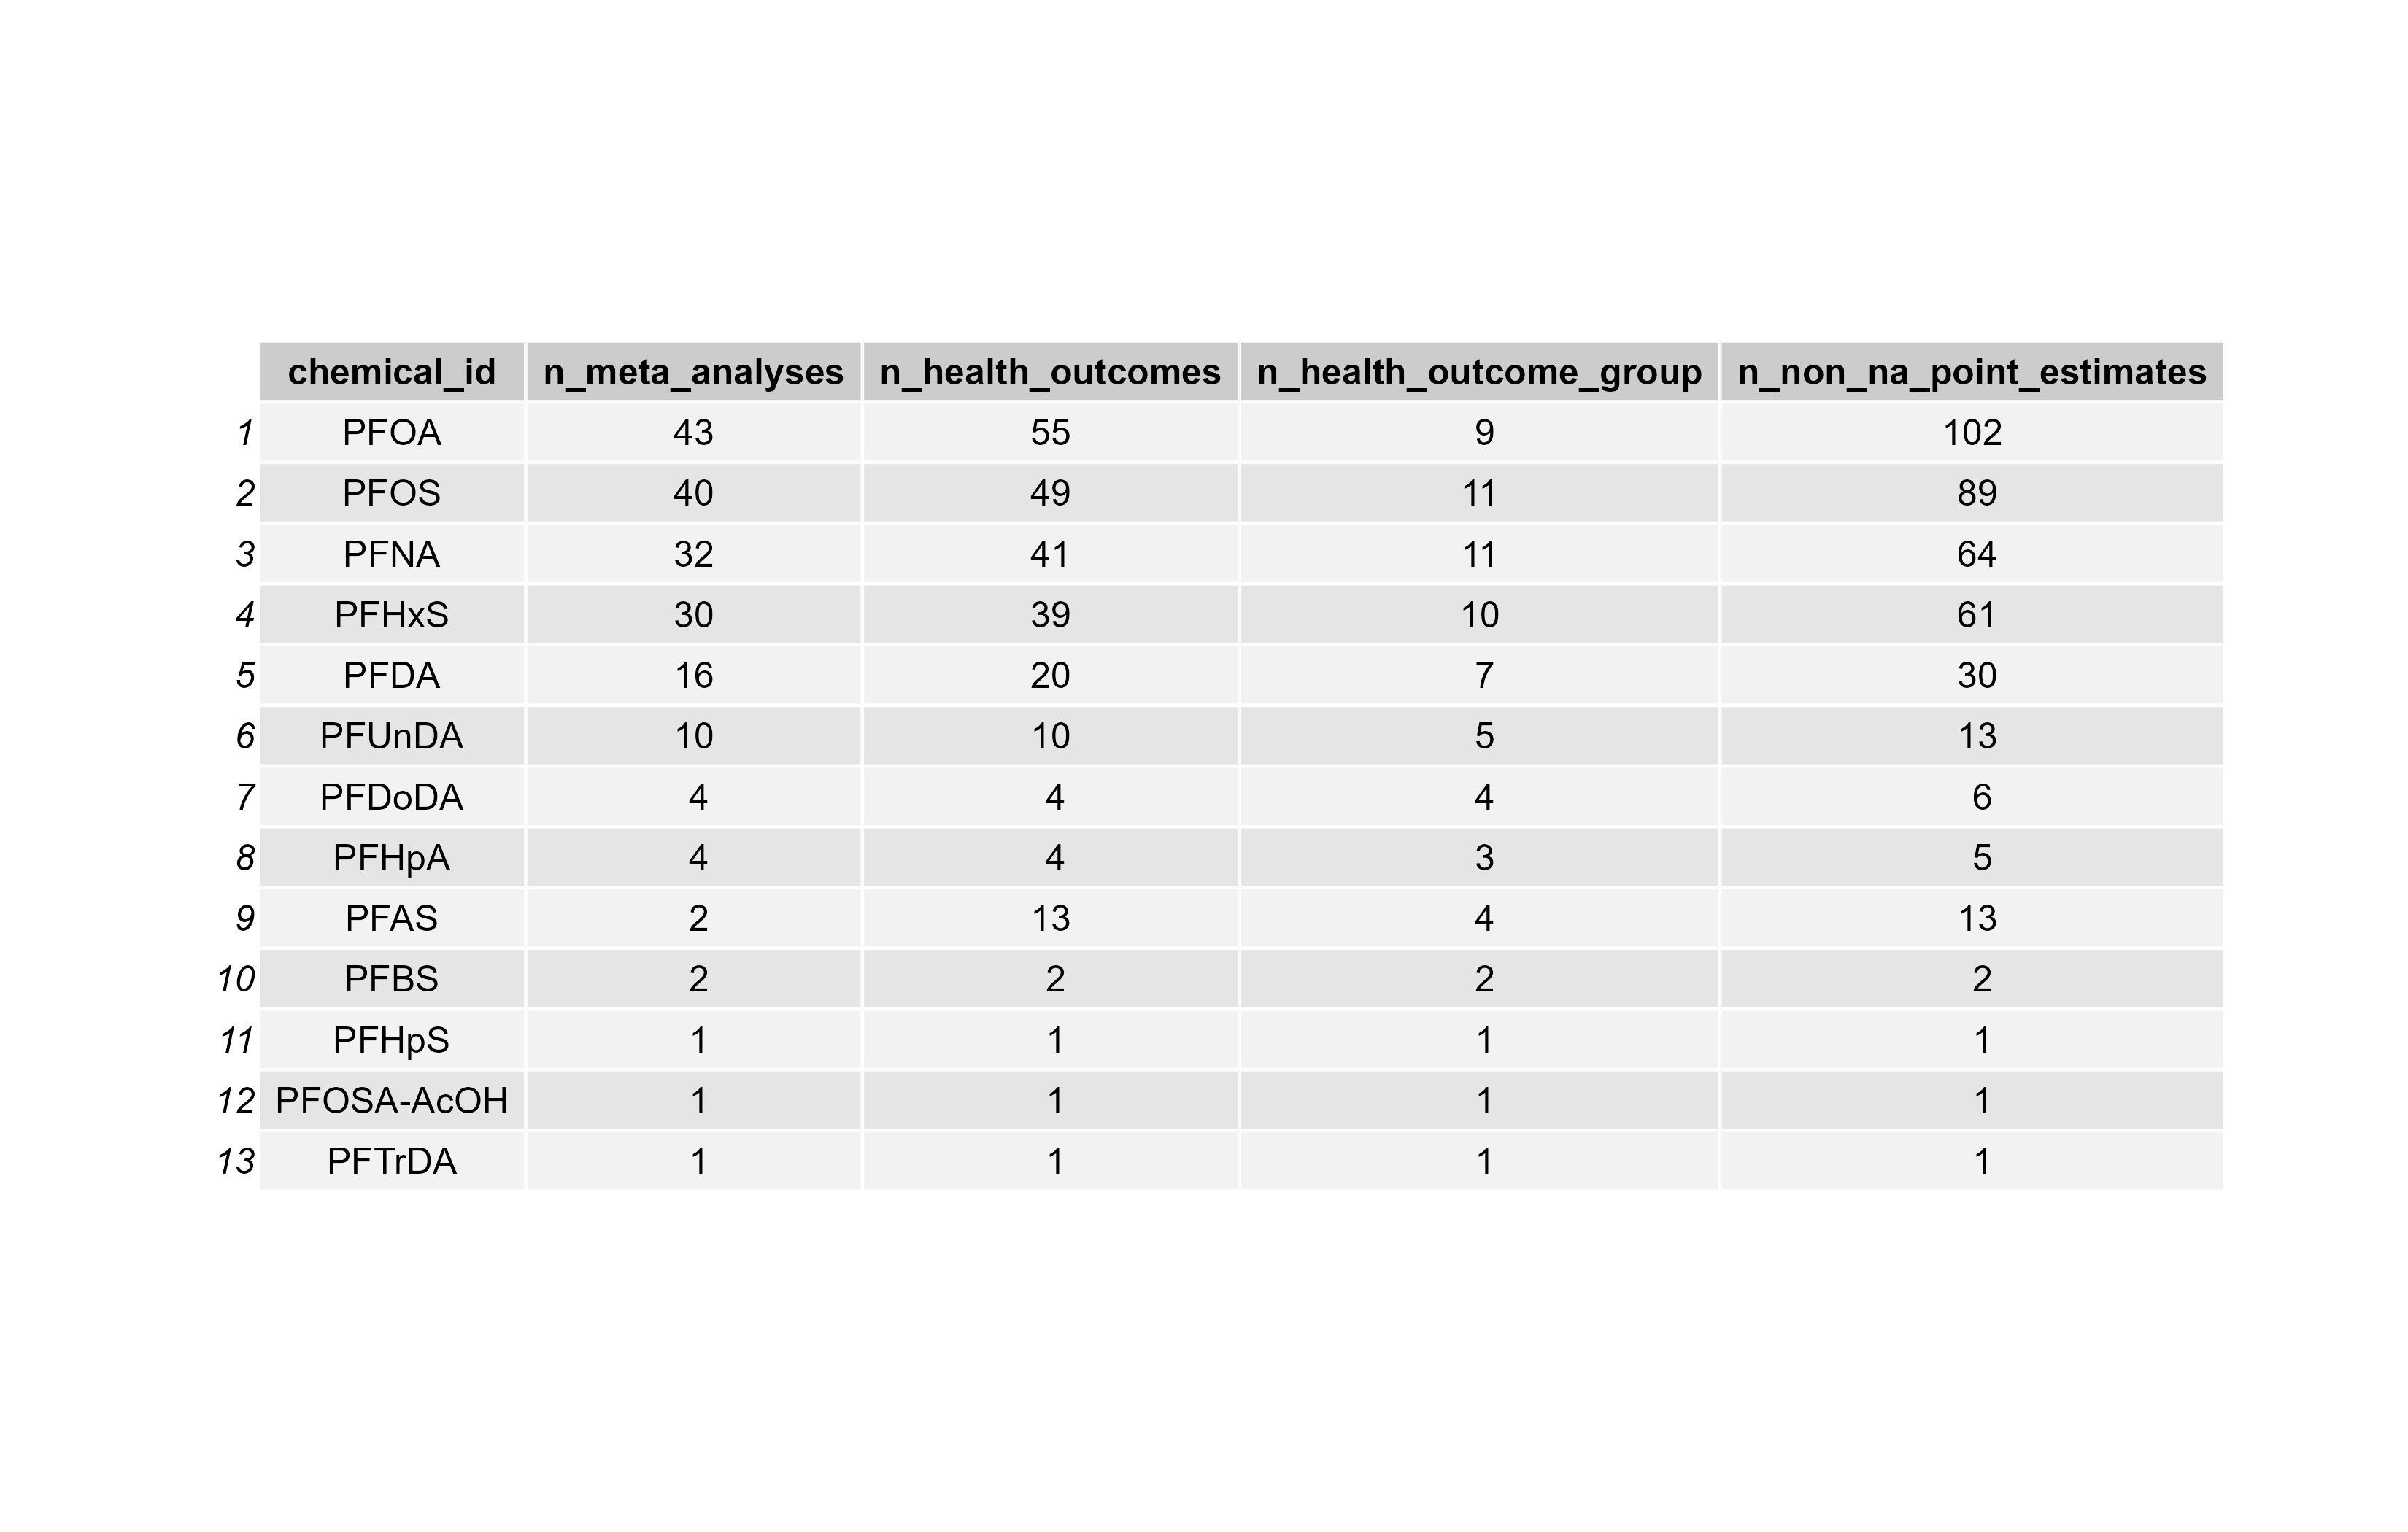 chemical_id n_meta_analyses n_health_outcomes n_health_outcome_group n_non_na_point_estimates
1 PFOA 43 55 9 102
2 PFOS 40 49 11 89
3 PFNA 32 41 11 64
4 PFHxS 30 39 10 61
5 PFDA 16 20 7 30
6 PFUnDA 10 10 5 13
7 PFDoDA 4 4 4 6
8 PFHpA 4 4 3 5
9 PFAS 2 13 4 13
10 PFBS 2 2 2 2
11 PFHpS 1 1 1 1
12 PFOSA-AcOH 1 1 1 1
13 PFTrDA 1 1 1 1